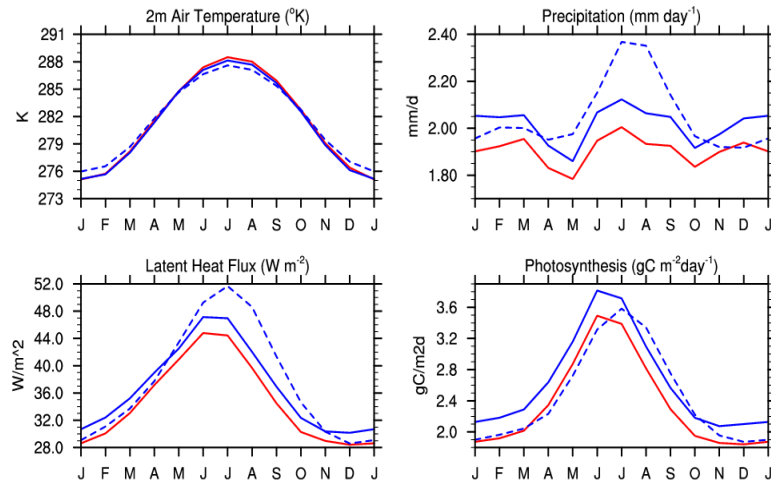 2m Air Temperature (°K)
K
291
288
285
282
279
276
273
J F M A M J J A S O N D J
Precipitation (mm day⁻¹)
mm/d
2.40
2.20
2.00
1.80
J F M A M J J A S O N D J
Latent Heat Flux (W m⁻²)
W/m^2
52.0
48.0
44.0
40.0
36.0
32.0
28.0
J F M A M J J A S O N D J
Photosynthesis (gC m⁻²day⁻¹)
gC/m2d
3.6
3.2
2.8
2.4
2.0
J F M A M J J A S O N D J